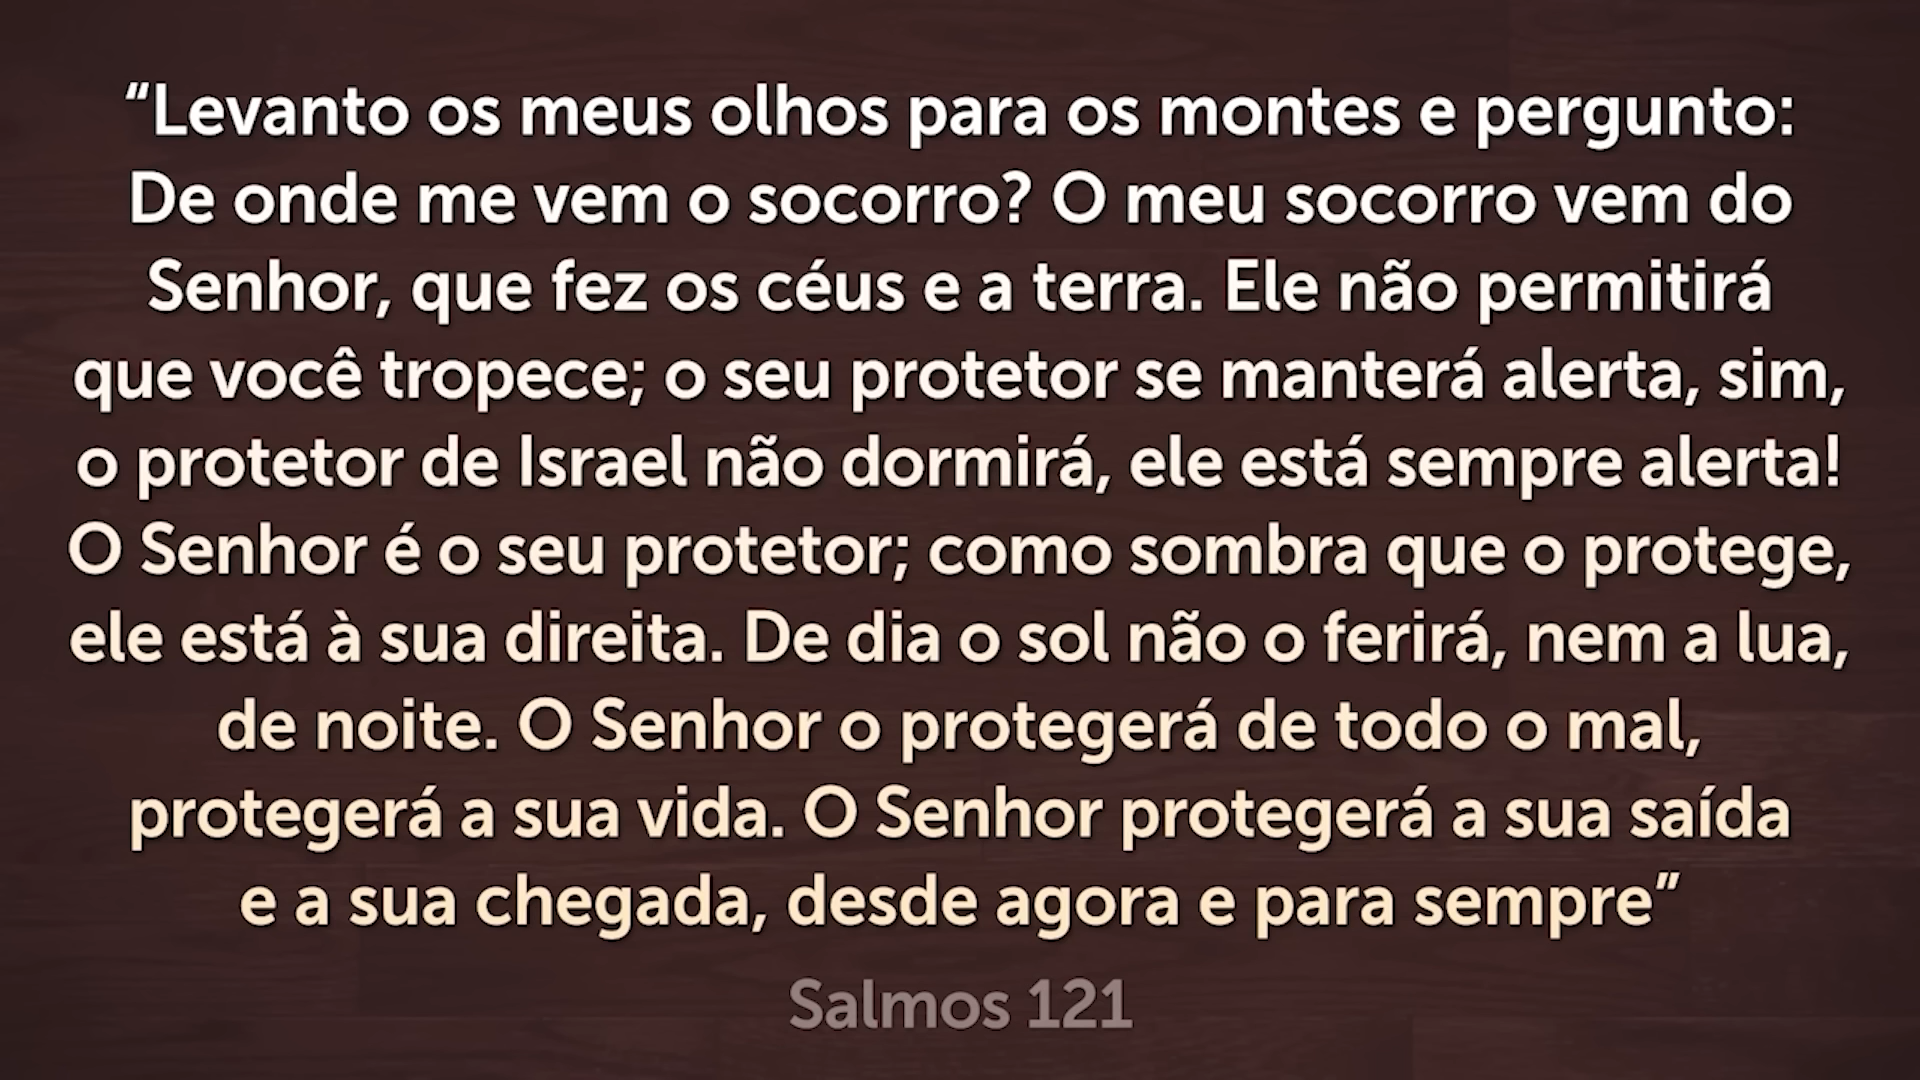 “Levanto os meus olhos para os montes e pergunto:
De onde me vem o socorro? O meu socorro vem do
Senhor, que fez os céus e a terra. Ele não permitirá
que você tropece; o seu protetor se manterá alerta, sim,
o protetor de Israel não dormirá, ele está sempre alerta!
O Senhor é o seu protetor; como sombra que o protege,
ele está à sua direita. De dia o sol não o ferirá, nem a lua,
de noite. O Senhor o protegerá de todo o mal,
protegerá a sua vida. O Senhor protegerá a sua saída
e a sua chegada, desde agora e para sempre”
Salmos 121